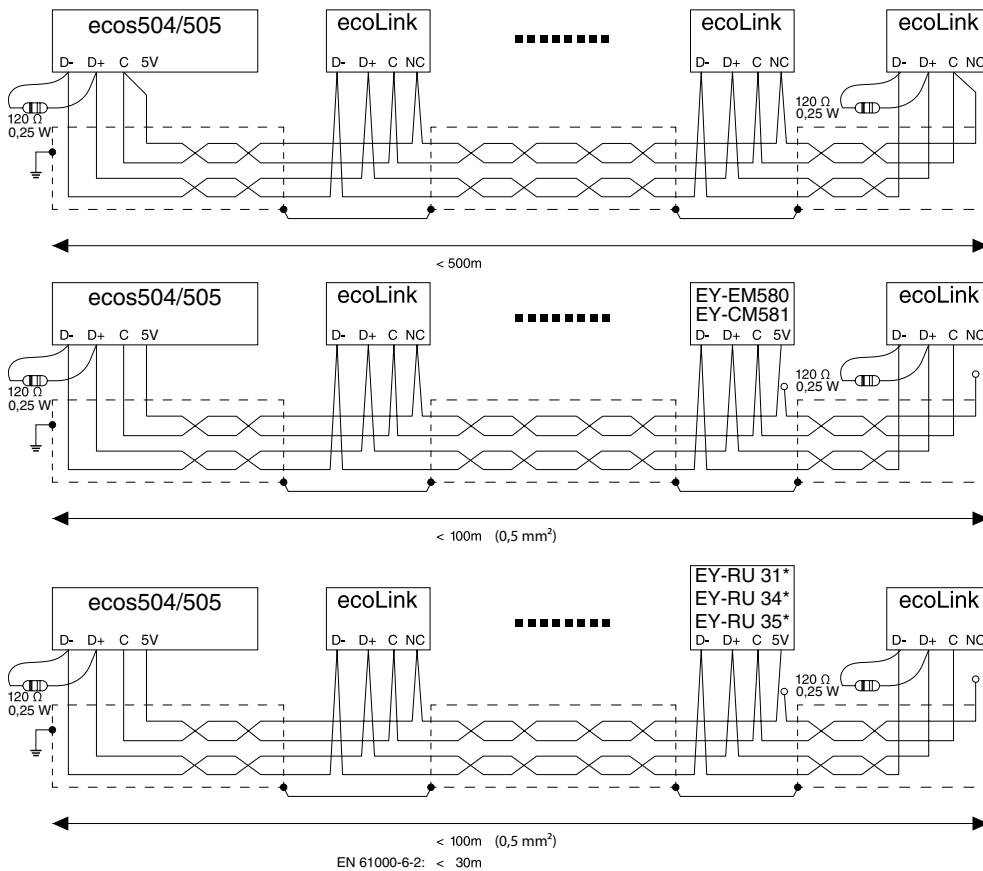 ecos504/505 ecoLink ecoLink ecoLink
D- D+ C 5V D- D+ C NC D- D+ C NC D- D+ C NC
120 Ω 120 Ω
0,25 W 0,25 W
< 500m
ecos504/505 ecoLink EY-EM580 ecoLink
EY-CM581
D- D+ C 5V D- D+ C NC D- D+ C 5V D- D+ C NC
120 Ω 120 Ω
0,25 W 0,25 W
< 100m (0,5 mm²)
EY-RU 31*
ecos504/505 ecoLink EY-RU 34* ecoLink
EY-RU 35*
D- D+ C 5V D- D+ C NC D- D+ C 5V D- D+ C NC
120 Ω 120 Ω
0,25 W 0,25 W
< 100m (0,5 mm²)
EN 61000-6-2: < 30m